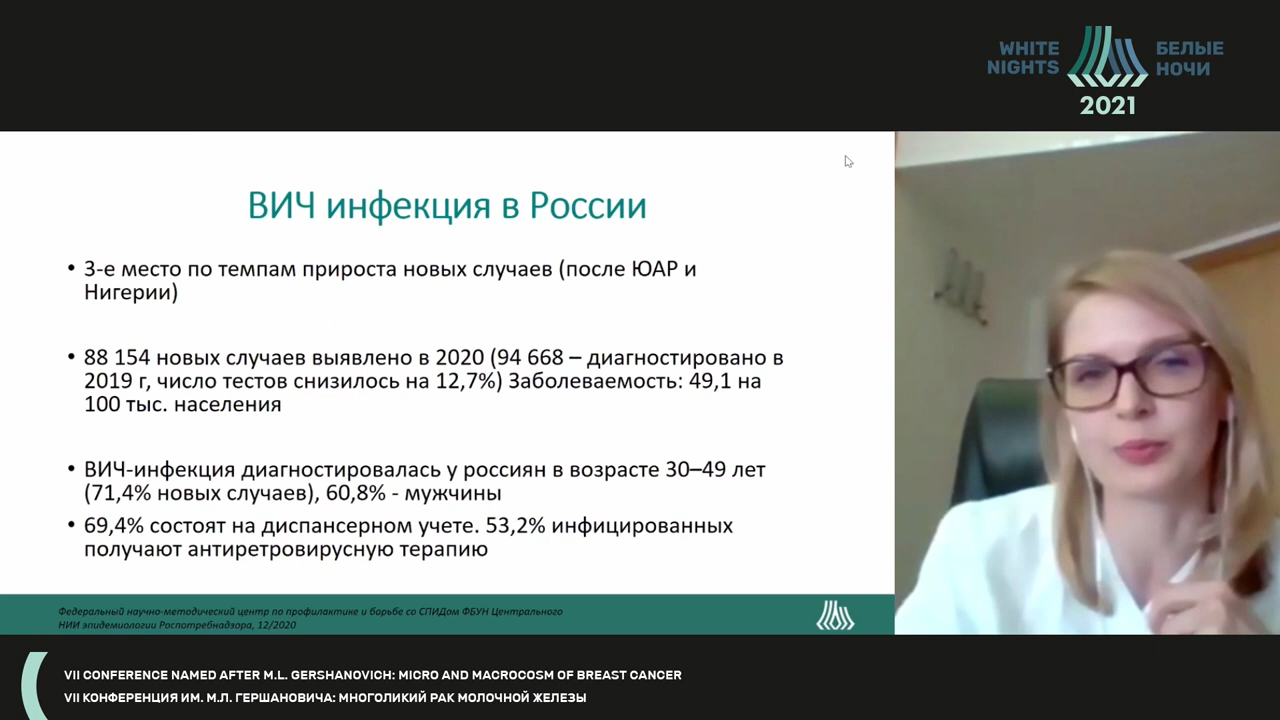 WHITE
NIGHTS
БЕЛЫЕ
НОЧИ
2021
ВИЧ инфекция в России
• 3-е место по темпам прироста новых случаев (после ЮАР и
Нигерии)
• 88 154 новых случаев выявлено в 2020 (94 668 – диагностировано в
2019 г, число тестов снизилось на 12,7%) Заболеваемость: 49,1 на
100 тыс. населения
• ВИЧ-инфекция диагностировалась у россиян в возрасте 30–49 лет
(71,4% новых случаев), 60,8% - мужчины
• 69,4% состоят на диспансерном учете. 53,2% инфицированных
получают антиретровирусную терапию
Федеральный научно-методический центр по профилактике и борьбе со СПИДом ФБУН Центрального
НИИ эпидемиологии Роспотребнадзора, 12/2020
VII CONFERENCE NAMED AFTER M.L. GERSHANOVICH: MICRO AND MACROCOSM OF BREAST CANCER
VII КОНФЕРЕНЦИЯ ИМ. М.Л. ГЕРШАНОВИЧА: МНОГОЛИКИЙ РАК МОЛОЧНОЙ ЖЕЛЕЗЫ